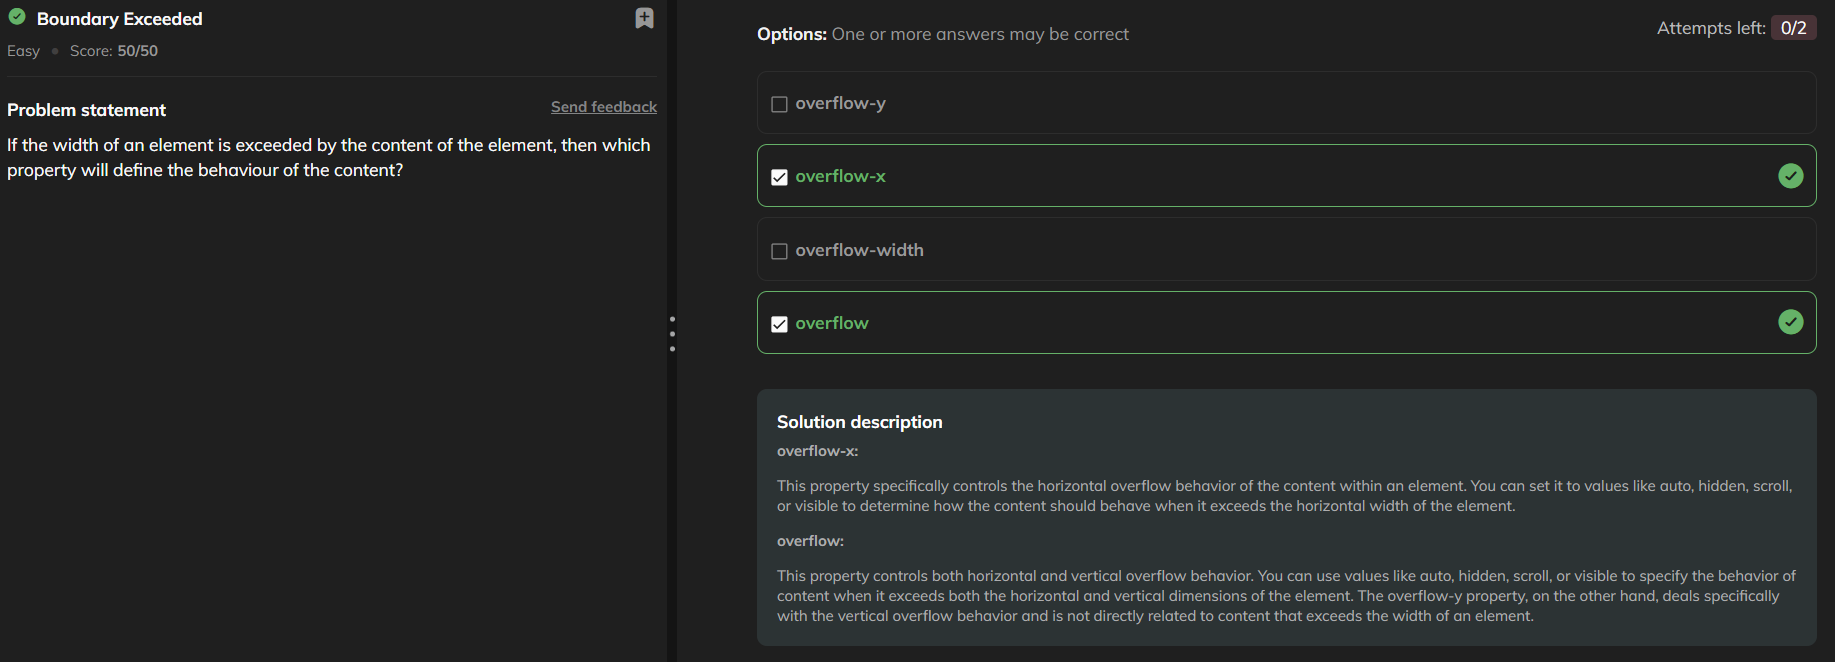 Boundary Exceeded
Easy • Score: 50/50
Problem statement
Send feedback
If the width of an element is exceeded by the content of the element, then which
property will define the behaviour of the content?
Options: One or more answers may be correct
Attempts left: 0/2
overflow-y
overflow-x
overflow-width
overflow
Solution description
overflow-x:
This property specifically controls the horizontal overflow behavior of the content within an element. You can set it to values like auto, hidden, scroll,
or visible to determine how the content should behave when it exceeds the horizontal width of the element.
overflow:
This property controls both horizontal and vertical overflow behavior. You can use values like auto, hidden, scroll, or visible to specify the behavior of
content when it exceeds both the horizontal and vertical dimensions of the element. The overflow-y property, on the other hand, deals specifically
with the vertical overflow behavior and is not directly related to content that exceeds the width of an element.